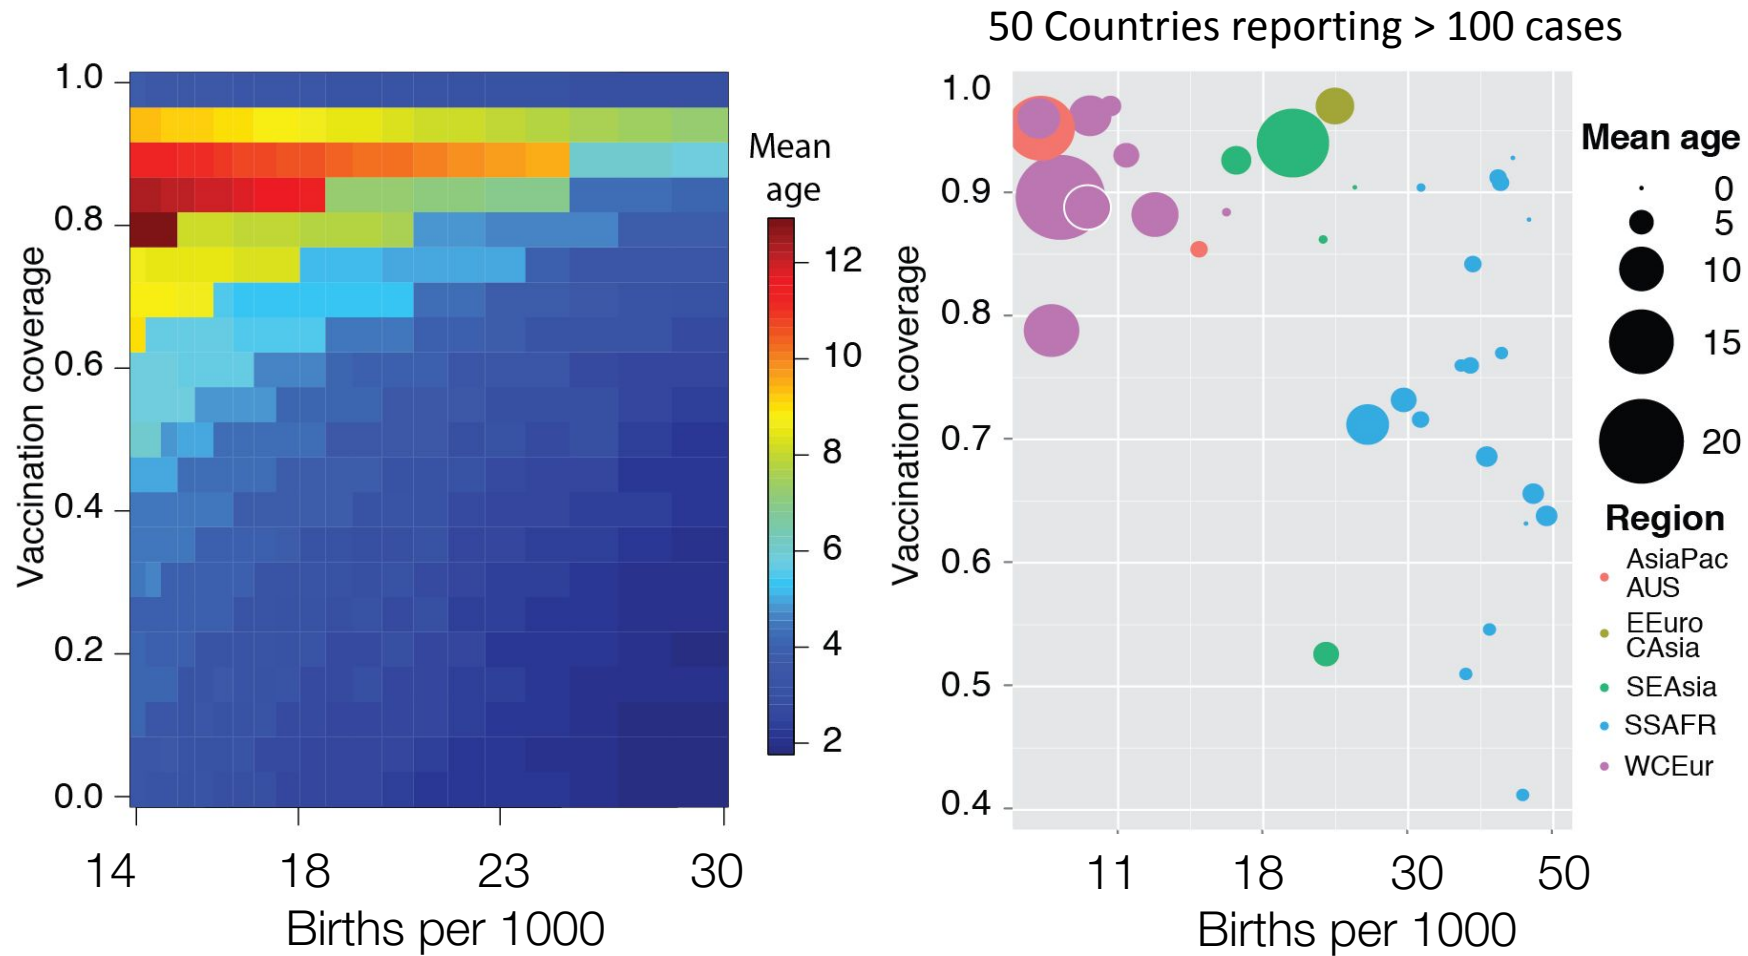 50 Countries reporting > 100 cases
Vaccination coverage
1.0
0.8
0.6
0.4
0.2
0.0
14
18
23
30
Births per 1000
Mean
age
12
10
8
6
4
2
Vaccination coverage
1.0
0.9
0.8
0.7
0.6
0.5
0.4
11
18
30
50
Births per 1000
Mean age
0
5
10
15
20
Region
AsiaPac
AUS
EEuro
CAsia
SEAsia
SSAFR
WCEur